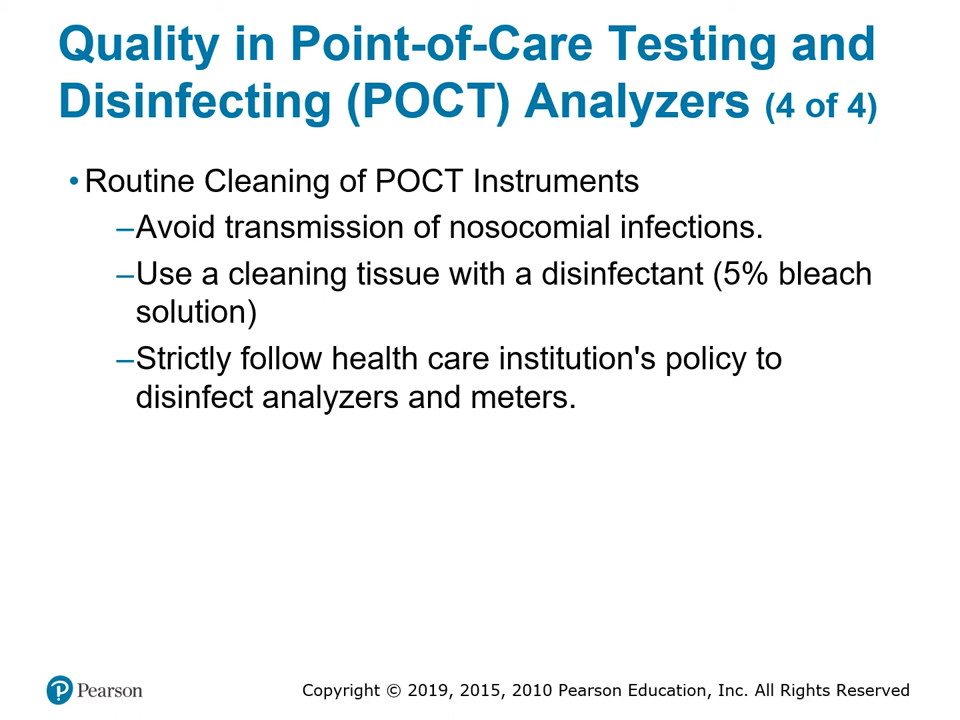 Quality in Point-of-Care Testing and
Disinfecting (POCT) Analyzers (4 of 4)
• Routine Cleaning of POCT Instruments
–Avoid transmission of nosocomial infections.
–Use a cleaning tissue with a disinfectant (5% bleach
solution)
–Strictly follow health care institution's policy to
disinfect analyzers and meters.
Pearson
Copyright © 2019, 2015, 2010 Pearson Education, Inc. All Rights Reserved